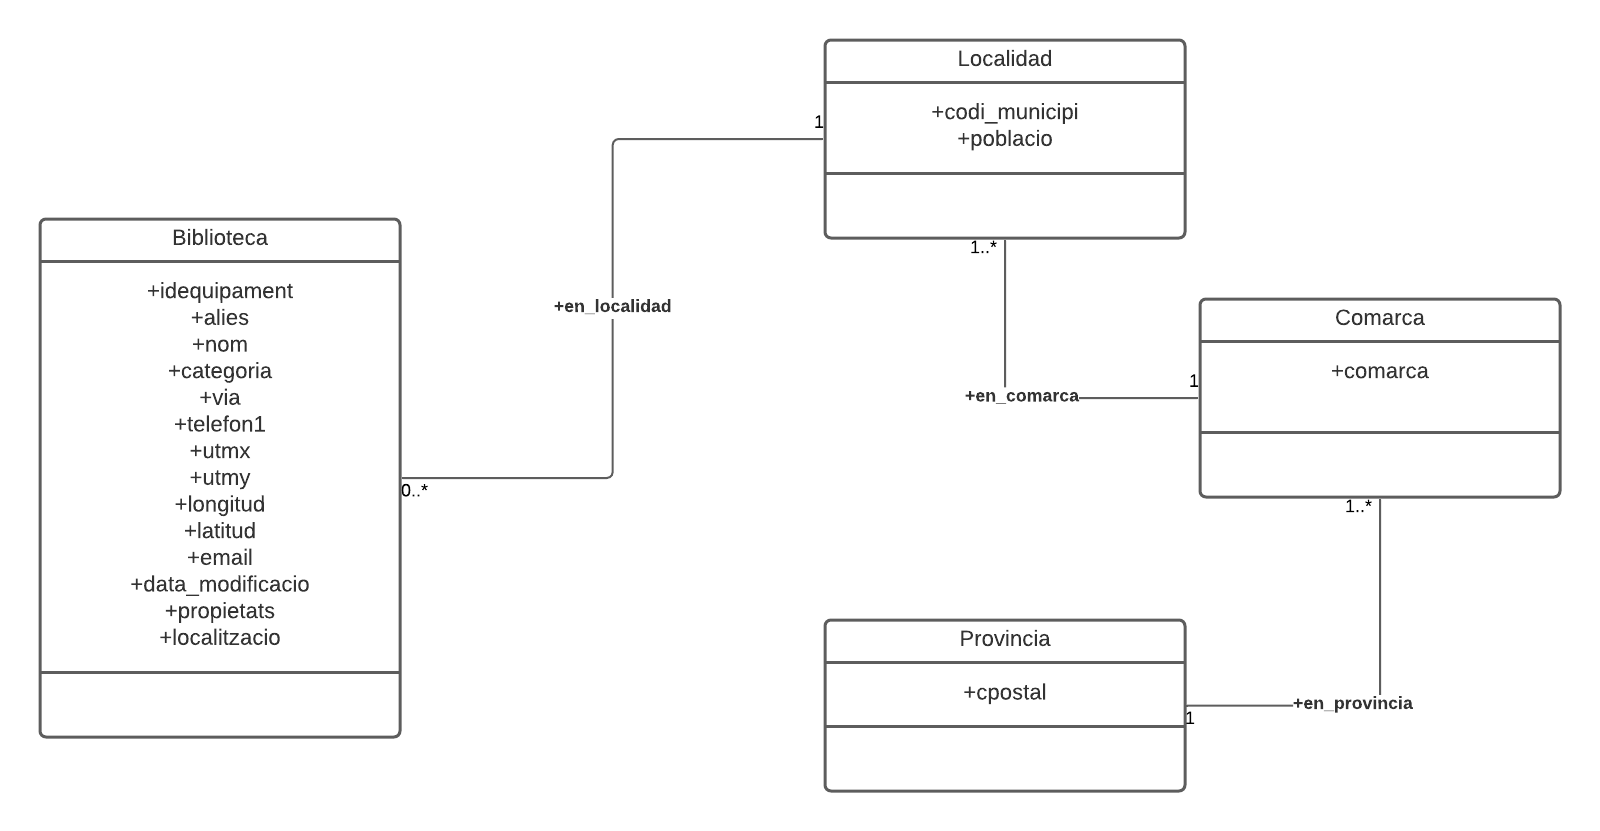 Localidad
+codi_municipi
+poblacio
1
1..*
Biblioteca
+idequipament
+alies
+nom
+categoria
+via
+telefon1
+utmx
+utmy
+longitud
+latitud
+email
+data_modificacio
+propietats
+localitzacio
0..*
+en_localidad
Comarca
+comarca
1
+en_comarca
1..*
Provincia
+cpostal
1
+en_provincia